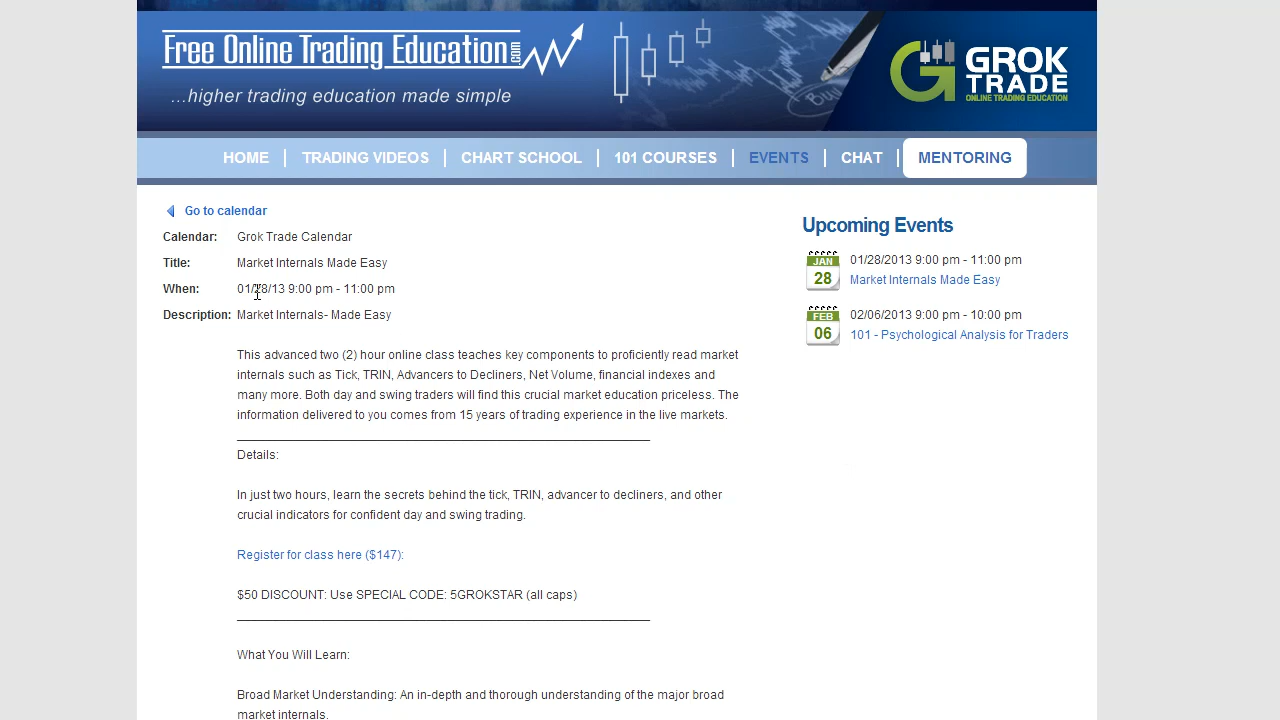 Free Online Trading Education.com
...higher trading education made simple
Buy
GROK
TRADE
ONLINE TRADING EDUCATION
HOME
TRADING VIDEOS
CHART SCHOOL
101 COURSES
EVENTS
CHAT
MENTORING
Go to calendar
Calendar: Grok Trade Calendar
Title: Market Internals Made Easy
When: 01/28/13 9:00 pm - 11:00 pm
Description: Market Internals- Made Easy
This advanced two (2) hour online class teaches key components to proficiently read market
internals such as Tick, TRIN, Advancers to Decliners, Net Volume, financial indexes and
many more. Both day and swing traders will find this crucial market education priceless. The
information delivered to you comes from 15 years of trading experience in the live markets.
Details:
In just two hours, learn the secrets behind the tick, TRIN, advancer to decliners, and other
crucial indicators for confident day and swing trading.
Register for class here ($147):
$50 DISCOUNT: Use SPECIAL CODE: 5GROKSTAR (all caps)
What You Will Learn:
Broad Market Understanding: An in-depth and thorough understanding of the major broad
market internals.
Upcoming Events
JAN
28
01/28/2013 9:00 pm - 11:00 pm
Market Internals Made Easy
FEB
06
02/06/2013 9:00 pm - 10:00 pm
101 - Psychological Analysis for Traders